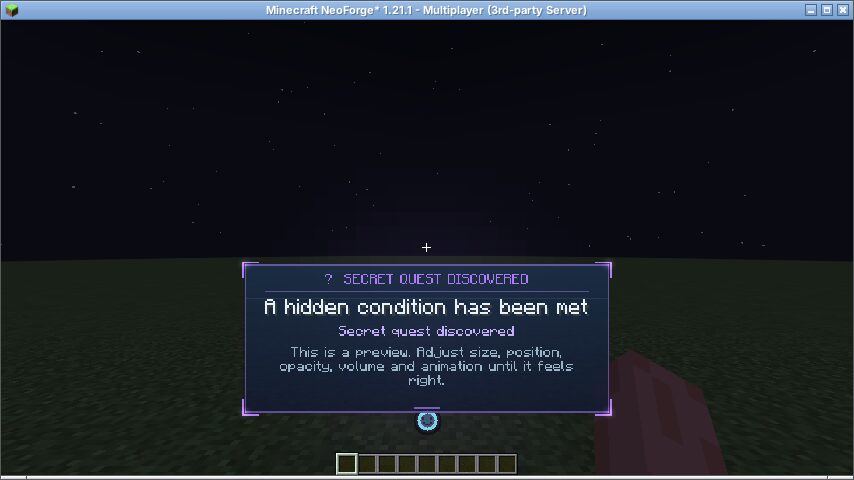 Minecraft NeoForge* 1.21.1 - Multiplayer (3rd-party Server)
? SECRET QUEST DISCOVERED
A hidden condition has been met
Secret quest discovered
This is a preview. Adjust size, position,
opacity, volume and animation until it feels
right.